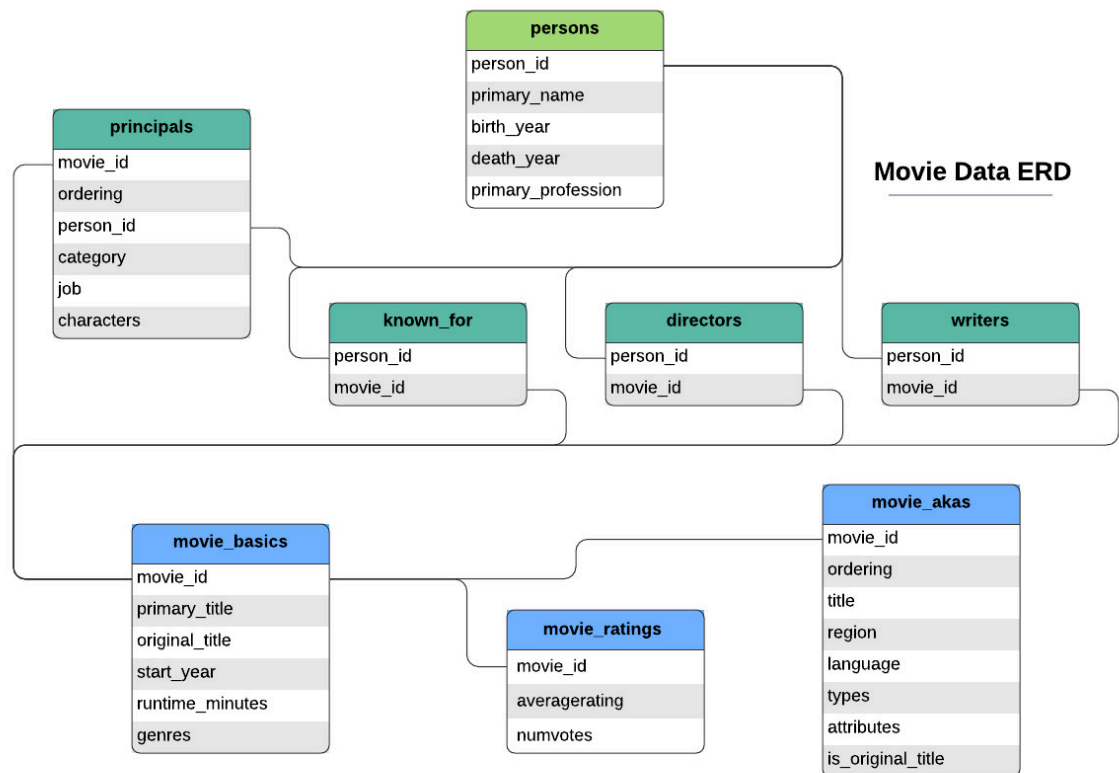 persons
person_id
primary_name
birth_year
death_year
primary_profession
principals
movie_id
ordering
person_id
category
job
characters
Movie Data ERD
known_for
person_id
movie_id
directors
person_id
movie_id
writers
person_id
movie_id
movie_basics
movie_id
primary_title
original_title
start_year
runtime_minutes
genres
movie_ratings
movie_id
averagerating
numvotes
movie_akas
movie_id
ordering
title
region
language
types
attributes
is_original_title